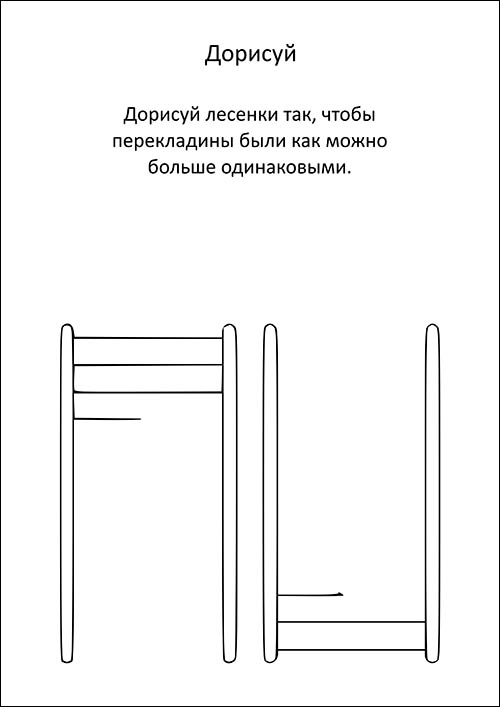 Дорисуй
Дорисуй лесенки так, чтобы
перекладины были как можно
больше одинаковыми.